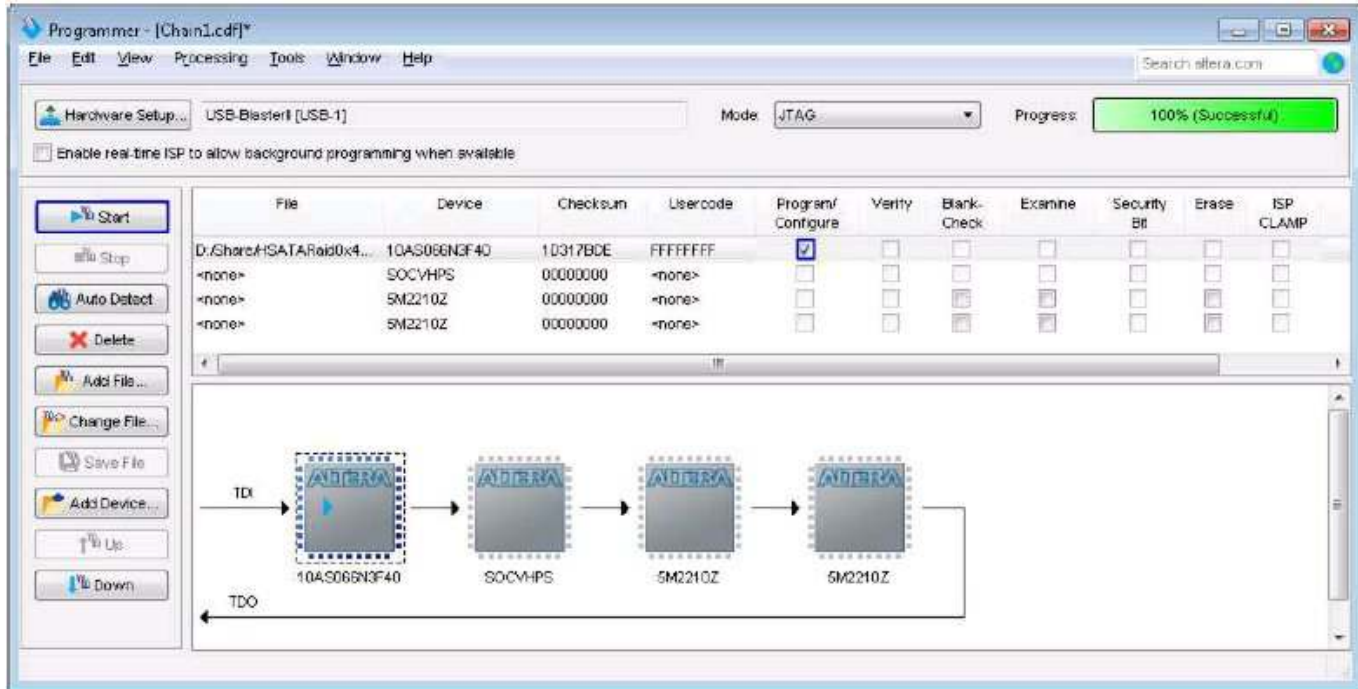 Programmer - [Chain1.cdf]*
File Edit View Processing Tools Window Help
Search altera.com
Hardware Setup... USB-BlasterII [USB-1] Mode: JTAG Progress: 100% (Successful)
Enable real-time ISP to allow background programming when available
File Device Checksum Usercode Program/ Configure Verify Blank- Check Examine Security Bit Erase ISP CLAMP
D:/Share/HSATARaid0x4... 10AS066N3F40 1D317BDE FFFFFFFF
<none> SOCVHPS 00000000 <none>
<none> 5M2210Z 00000000 <none>
<none> 5M2210Z 00000000 <none>
Start
Stop
Auto Detect
Delete
Add File...
Change File...
Save File
Add Device...
Up
Down
TDI
ALTERA ALTERA ALTERA ALTERA
10AS066N3F40 SOCVHPS 5M2210Z 5M2210Z
TDO